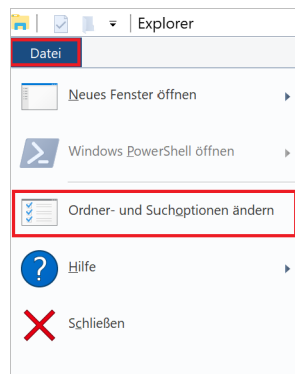 Explorer
Datei
Neues Fenster öffnen
Windows PowerShell öffnen
Ordner- und Suchoptionen ändern
Hilfe
Schließen